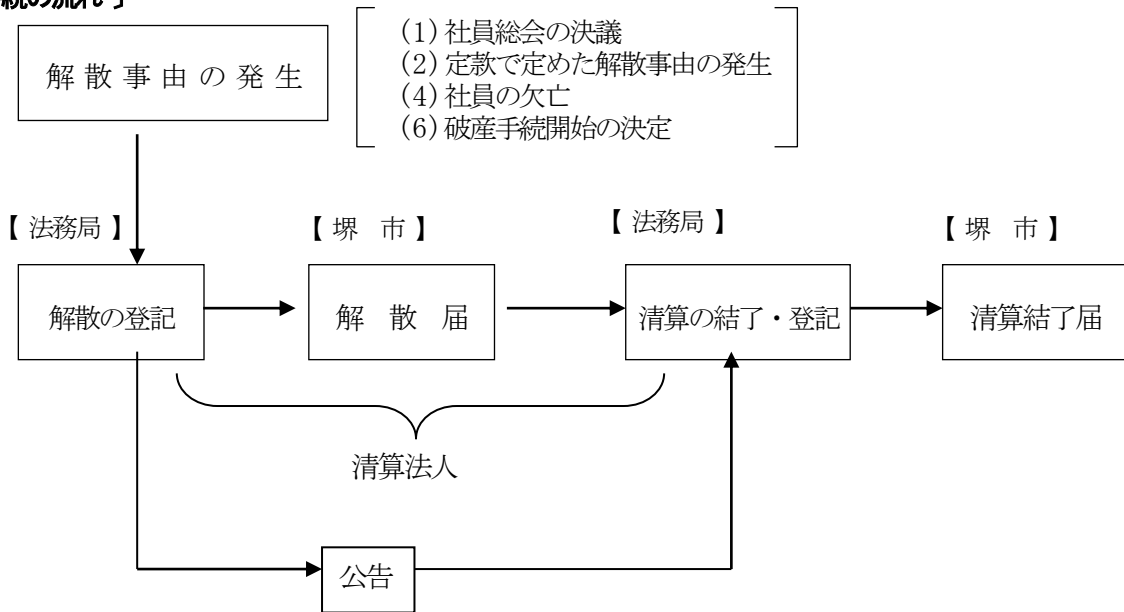 の流れ」
解散事由の発生
(1)社員総会の決議
(2)定款で定めた解散事由の発生
(4)社員の欠亡
(6)破産手続開始の決定
【法務局】
【堺 市】
【法務局】
【堺 市】
解散の登記
解 散 届
清算の結了・登記
清算結了届
清算法人
公告